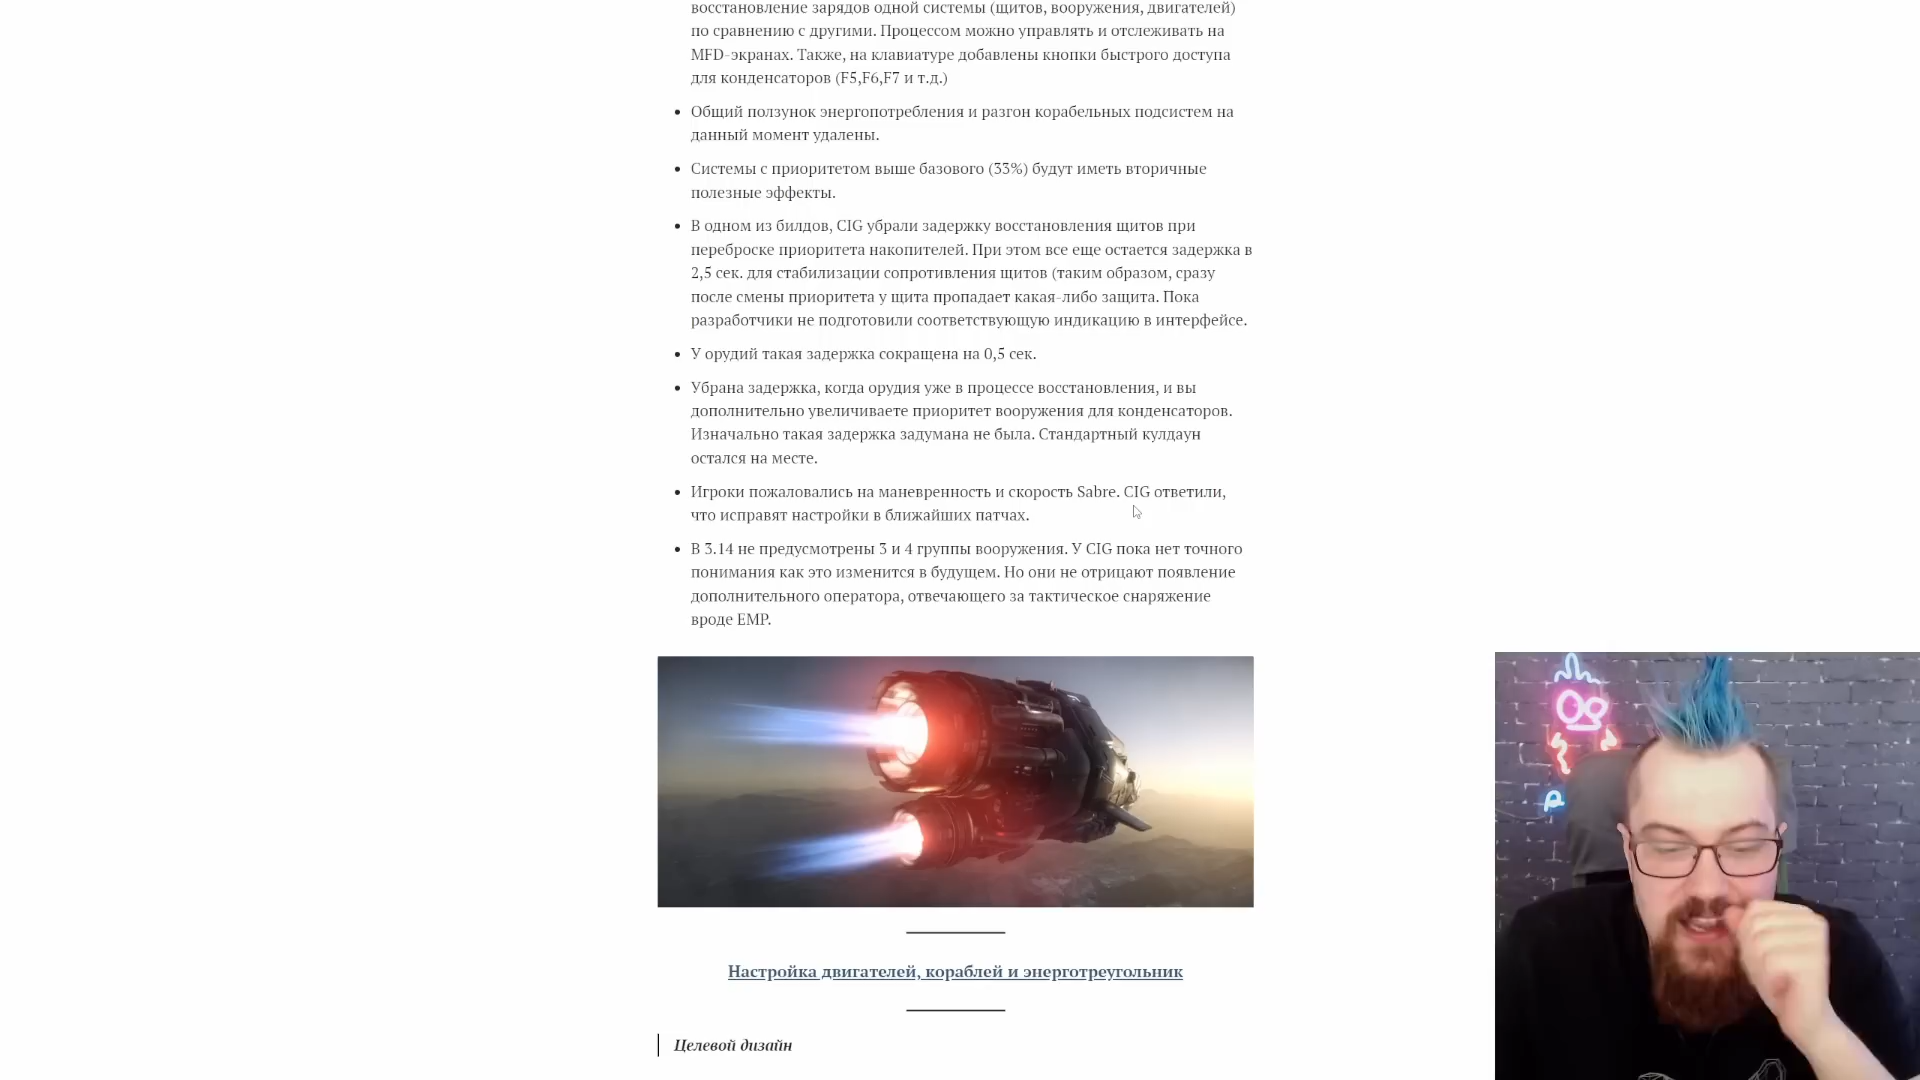 восстановление зарядов одной системы (щитов, вооружения, двигателей)
по сравнению с другими. Процессом можно управлять и отслеживать на
MFD-экранах. Также, на клавиатуре добавлены кнопки быстрого доступа
для конденсаторов (F5,F6,F7 и т.д.)
Общий ползунок энергопотребления и разгон корабельных подсистем на
данный момент удалены.
Системы с приоритетом выше базового (33%) будут иметь вторичные
полезные эффекты.
В одном из билдов, CIG убрали задержку восстановления щитов при
переброске приоритета накопителей. При этом все еще остается задержка в
2,5 сек. для стабилизации сопротивления щитов (таким образом, сразу
после смены приоритета у щита пропадает какая-либо защита. Пока
разработчики не подготовили соответствующую индикацию в интерфейсе.
У орудий такая задержка сокращена на 0,5 сек.
Убрана задержка, когда орудия уже в процессе восстановления, и вы
дополнительно увеличиваете приоритет вооружения для конденсаторов.
Изначально такая задержка задумана не была. Стандартный кулдаун
остался на месте.
Игроки пожаловались на маневренность и скорость Sabre. CIG ответили,
что исправят настройки в ближайших патчах.
В 3.14 не предусмотрены 3 и 4 группы вооружения. У CIG пока нет точного
понимания как это изменится в будущем. Но они не отрицают появление
дополнительного оператора, отвечающего за тактическое снаряжение
вроде EMP.
Настройка двигателей, кораблей и энерготреугольник
Целевой дизайн